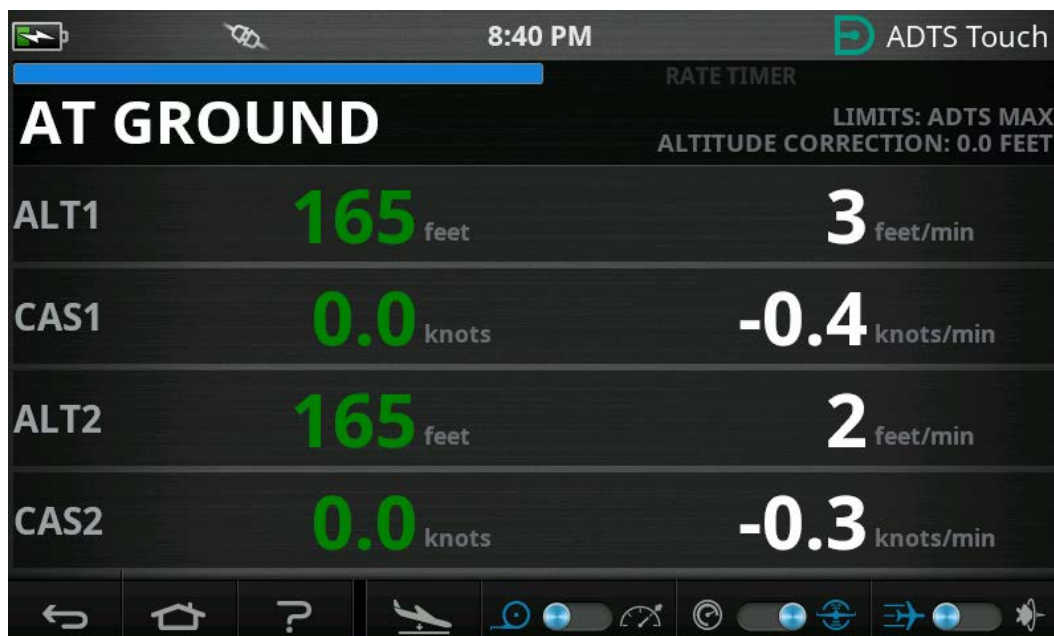 8:40 PM ADTS Touch
RATE TIMER
AT GROUND
LIMITS: ADTS MAX
ALTITUDE CORRECTION: 0.0 FEET
ALT1 165 feet 3 feet/min
CAS1 0.0 knots -0.4 knots/min
ALT2 165 feet 2 feet/min
CAS2 0.0 knots -0.3 knots/min
?